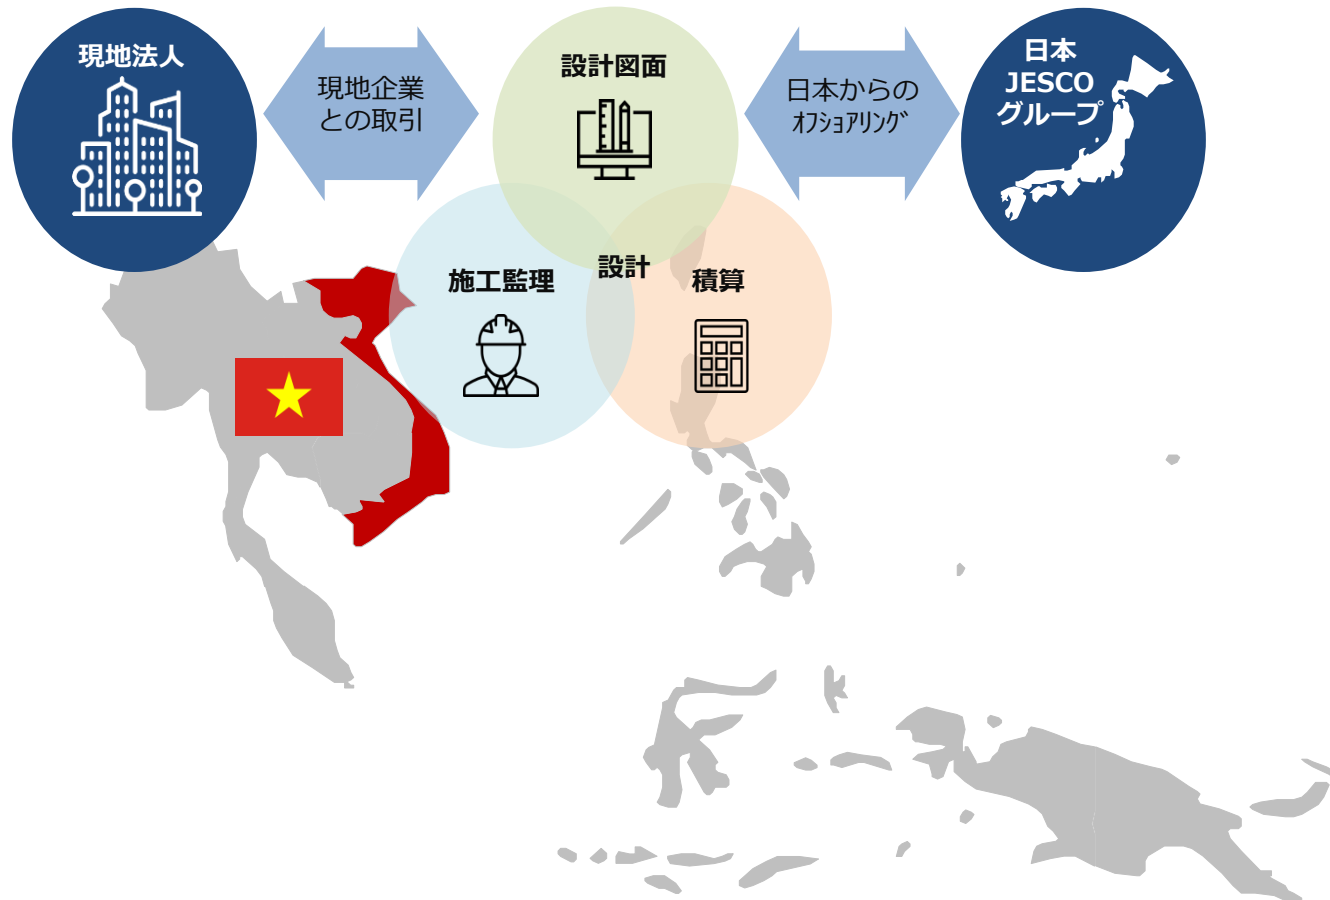 現地法人
現地企業
との取引
設計図面
日本からの
ｵﾌｼｮｱﾘﾝｸﾞ
日本
JESCO
グループ
施工監理
設計
積算